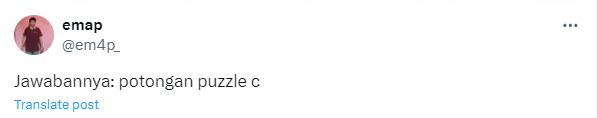 emap
@em4p_
Jawabannya: potongan puzzle c
Translate post